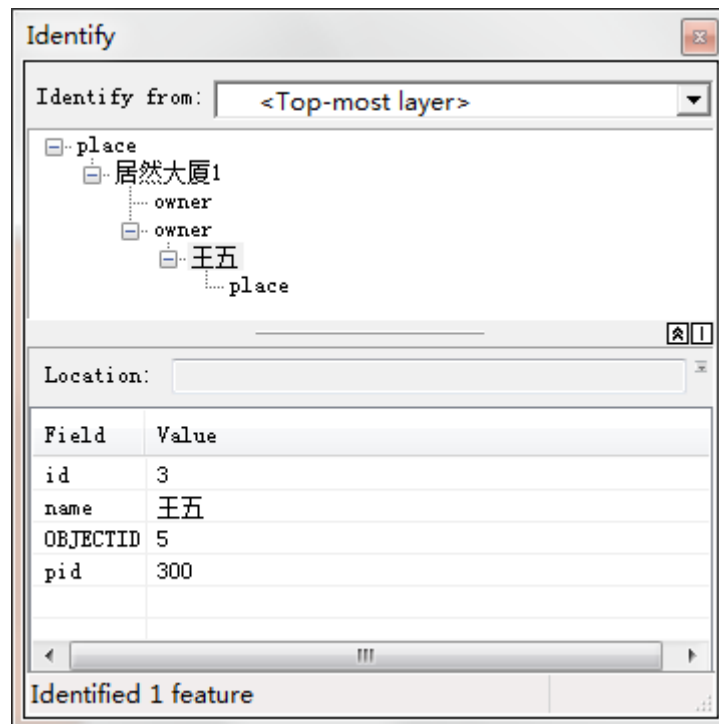 Identify
Identify from: <Top-most layer>
place
居然大厦1
owner
owner
王五
place
Location:
Field Value
id 3
name 王五
OBJECTID 5
pid 300
Identified 1 feature